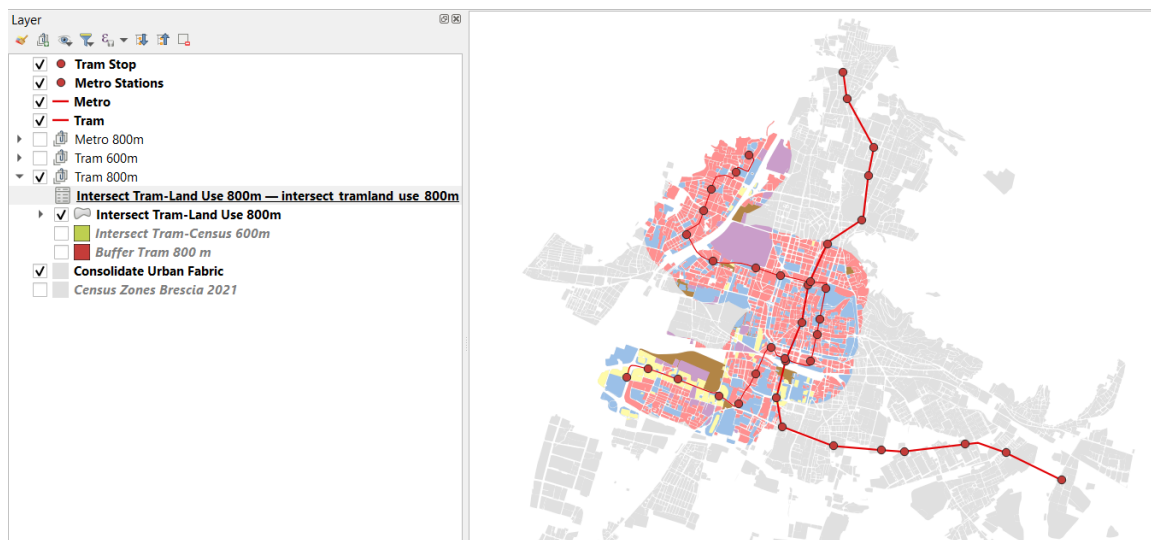 Layer
Tram Stop
Metro Stations
Metro
Tram
Metro 800m
Tram 600m
Tram 800m
Intersect Tram-Land Use 800m — intersect_tramland_use_800m
Intersect Tram-Land Use 800m
Intersect Tram-Census 600m
Buffer Tram 800 m
Consolidate Urban Fabric
Census Zones Brescia 2021